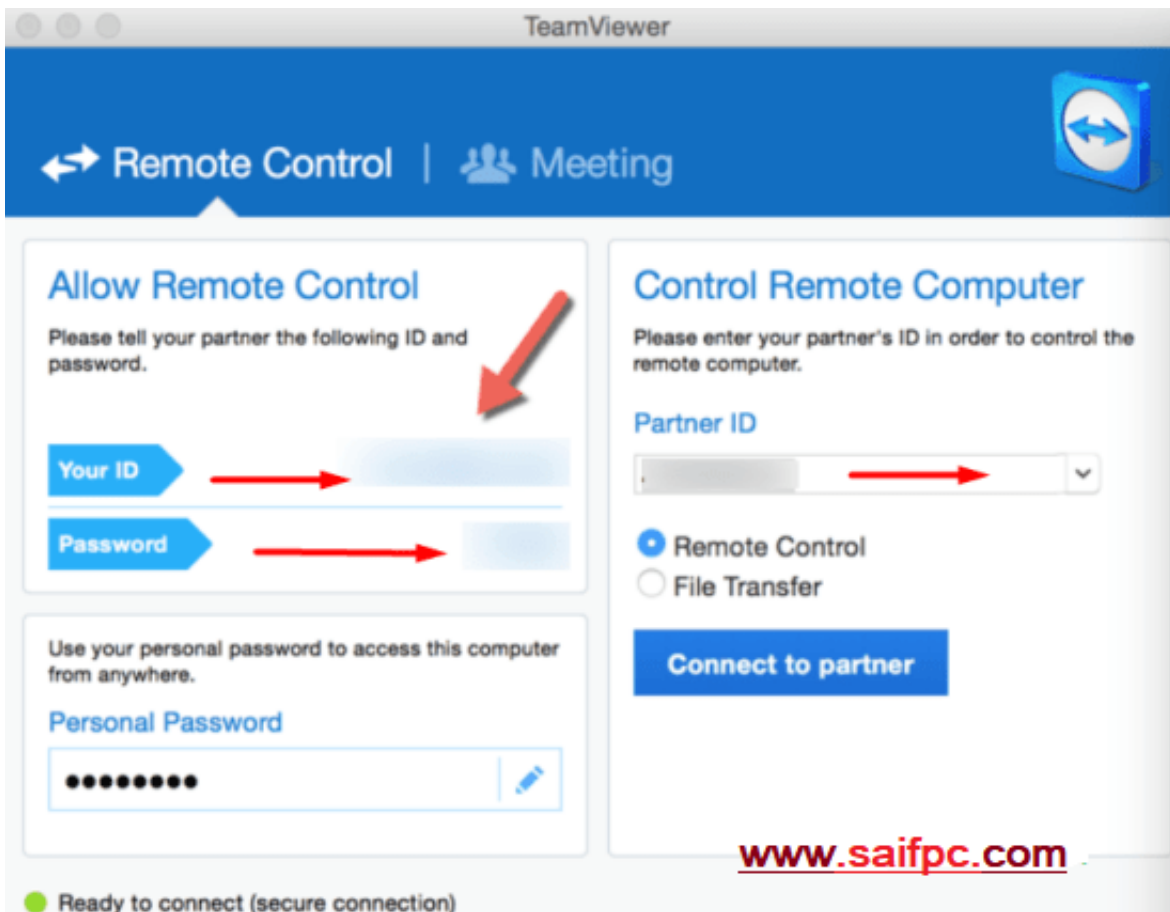 TeamViewer
Remote Control | Meeting
Allow Remote Control
Please tell your partner the following ID and
password.
Your ID
Password
Use your personal password to access this computer
from anywhere.
Personal Password
••••••••
Control Remote Computer
Please enter your partner's ID in order to control the
remote computer.
Partner ID
Remote Control
File Transfer
Connect to partner
www.saifpc.com
Ready to connect (secure connection)